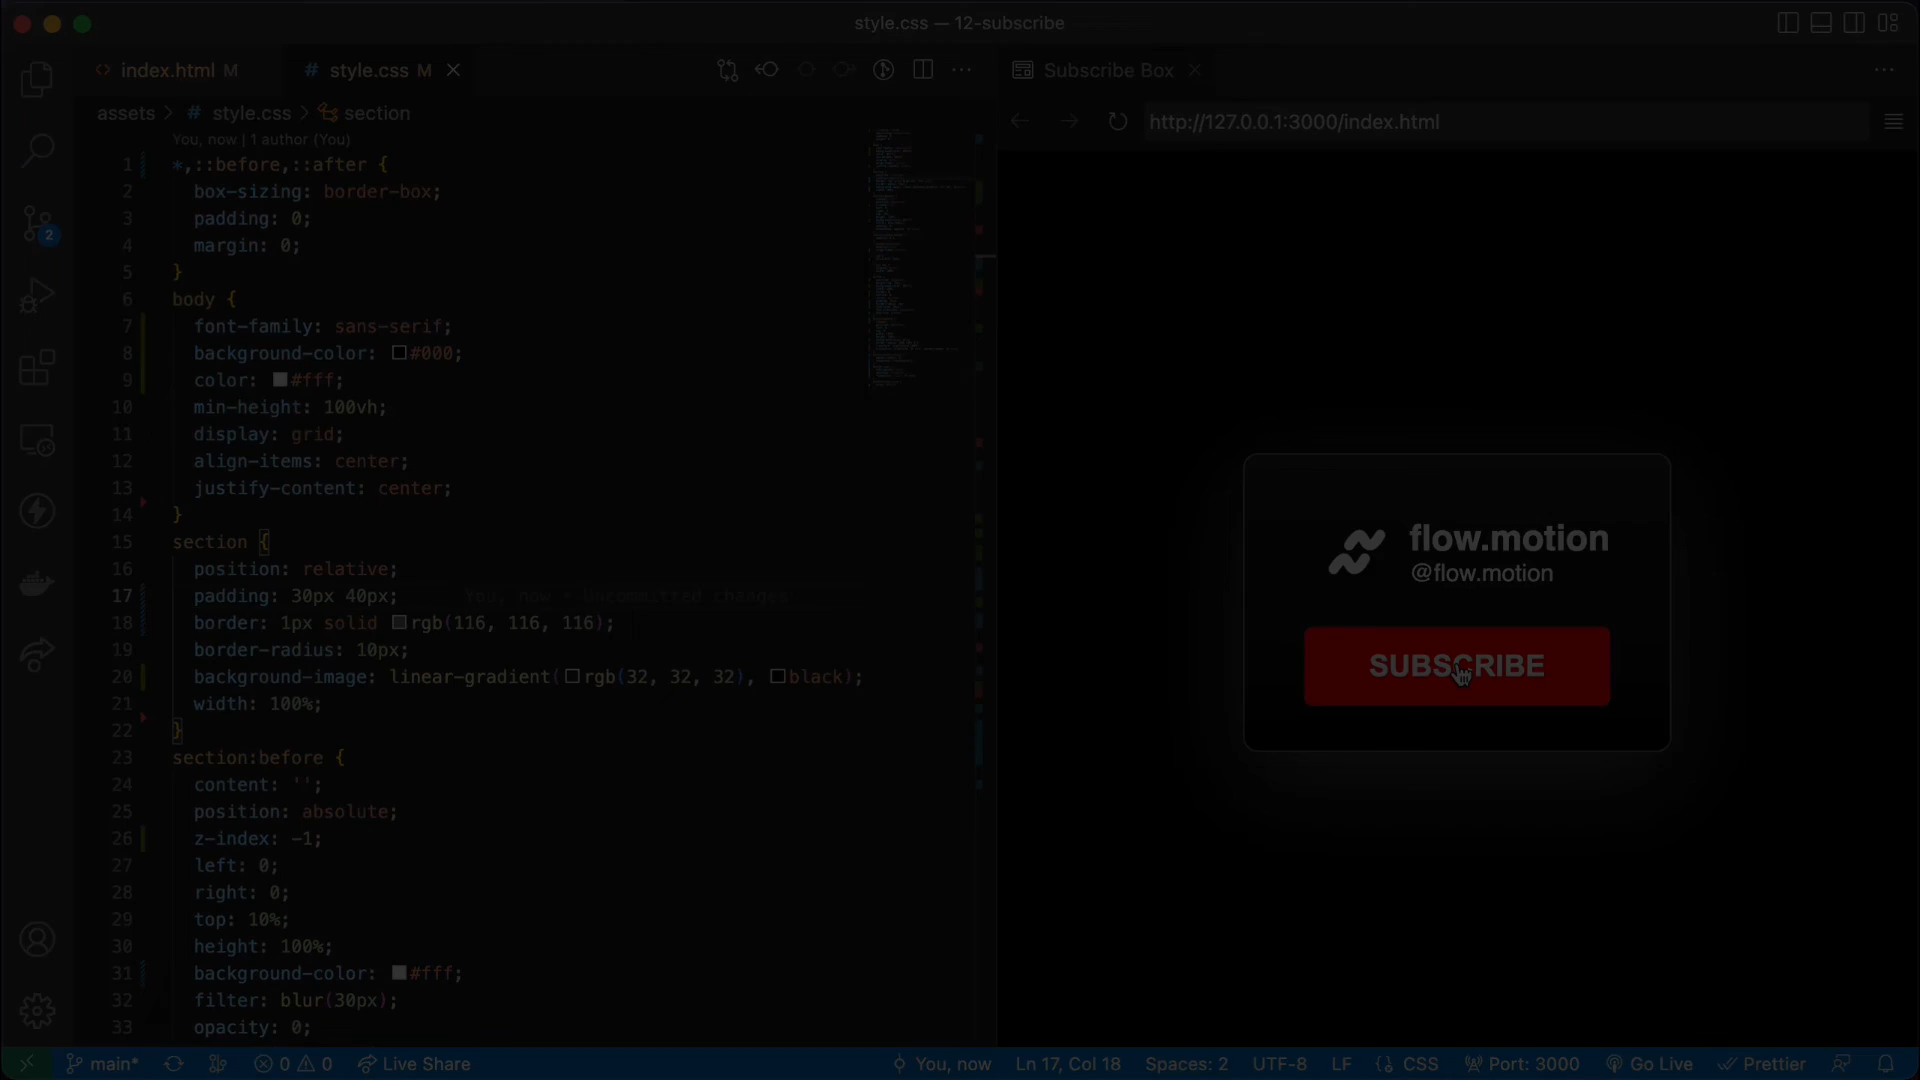 style.css — 12-subscribe
index.html M
# style.css M
Subscribe Box
assets > # style.css > section
http://127.0.0.1:3000/index.html
You, now | 1 author (You)
1 *,::before,::after {
2 box-sizing: border-box;
3 padding: 0;
4 margin: 0;
5 }
6 body {
7 font-family: sans-serif;
8 background-color: #000;
9 color: #fff;
10 min-height: 100vh;
11 display: grid;
12 align-items: center;
13 justify-content: center;
14 }
15 section {
16 position: relative;
17 padding: 30px 40px; You, now • Uncommitted changes
18 border: 1px solid rgb(116, 116, 116);
19 border-radius: 10px;
20 background-image: linear-gradient(rgb(32, 32, 32), black);
21 width: 100%;
22 }
23 section:before {
24 content: '';
25 position: absolute;
26 z-index: -1;
27 left: 0;
28 right: 0;
29 top: 10%;
30 height: 100%;
31 background-color: #fff;
32 filter: blur(30px);
33 opacity: 0;
flow.motion
@flow.motion
SUBSCRIBE
2
main* 0 0 Live Share You, now Ln 17, Col 18 Spaces: 2 UTF-8 LF {} CSS Port: 3000 Go Live Prettier